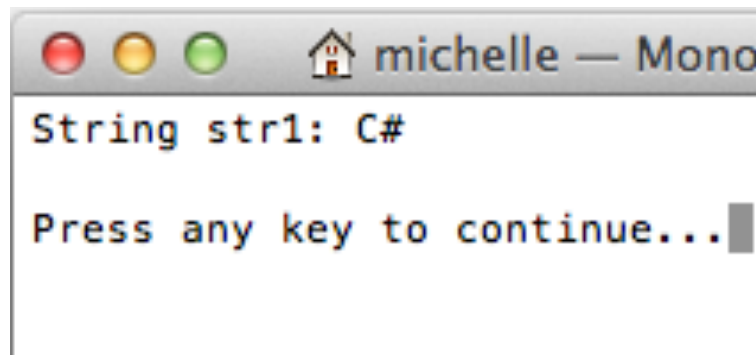 michelle — Mono
String str1: C#
Press any key to continue...